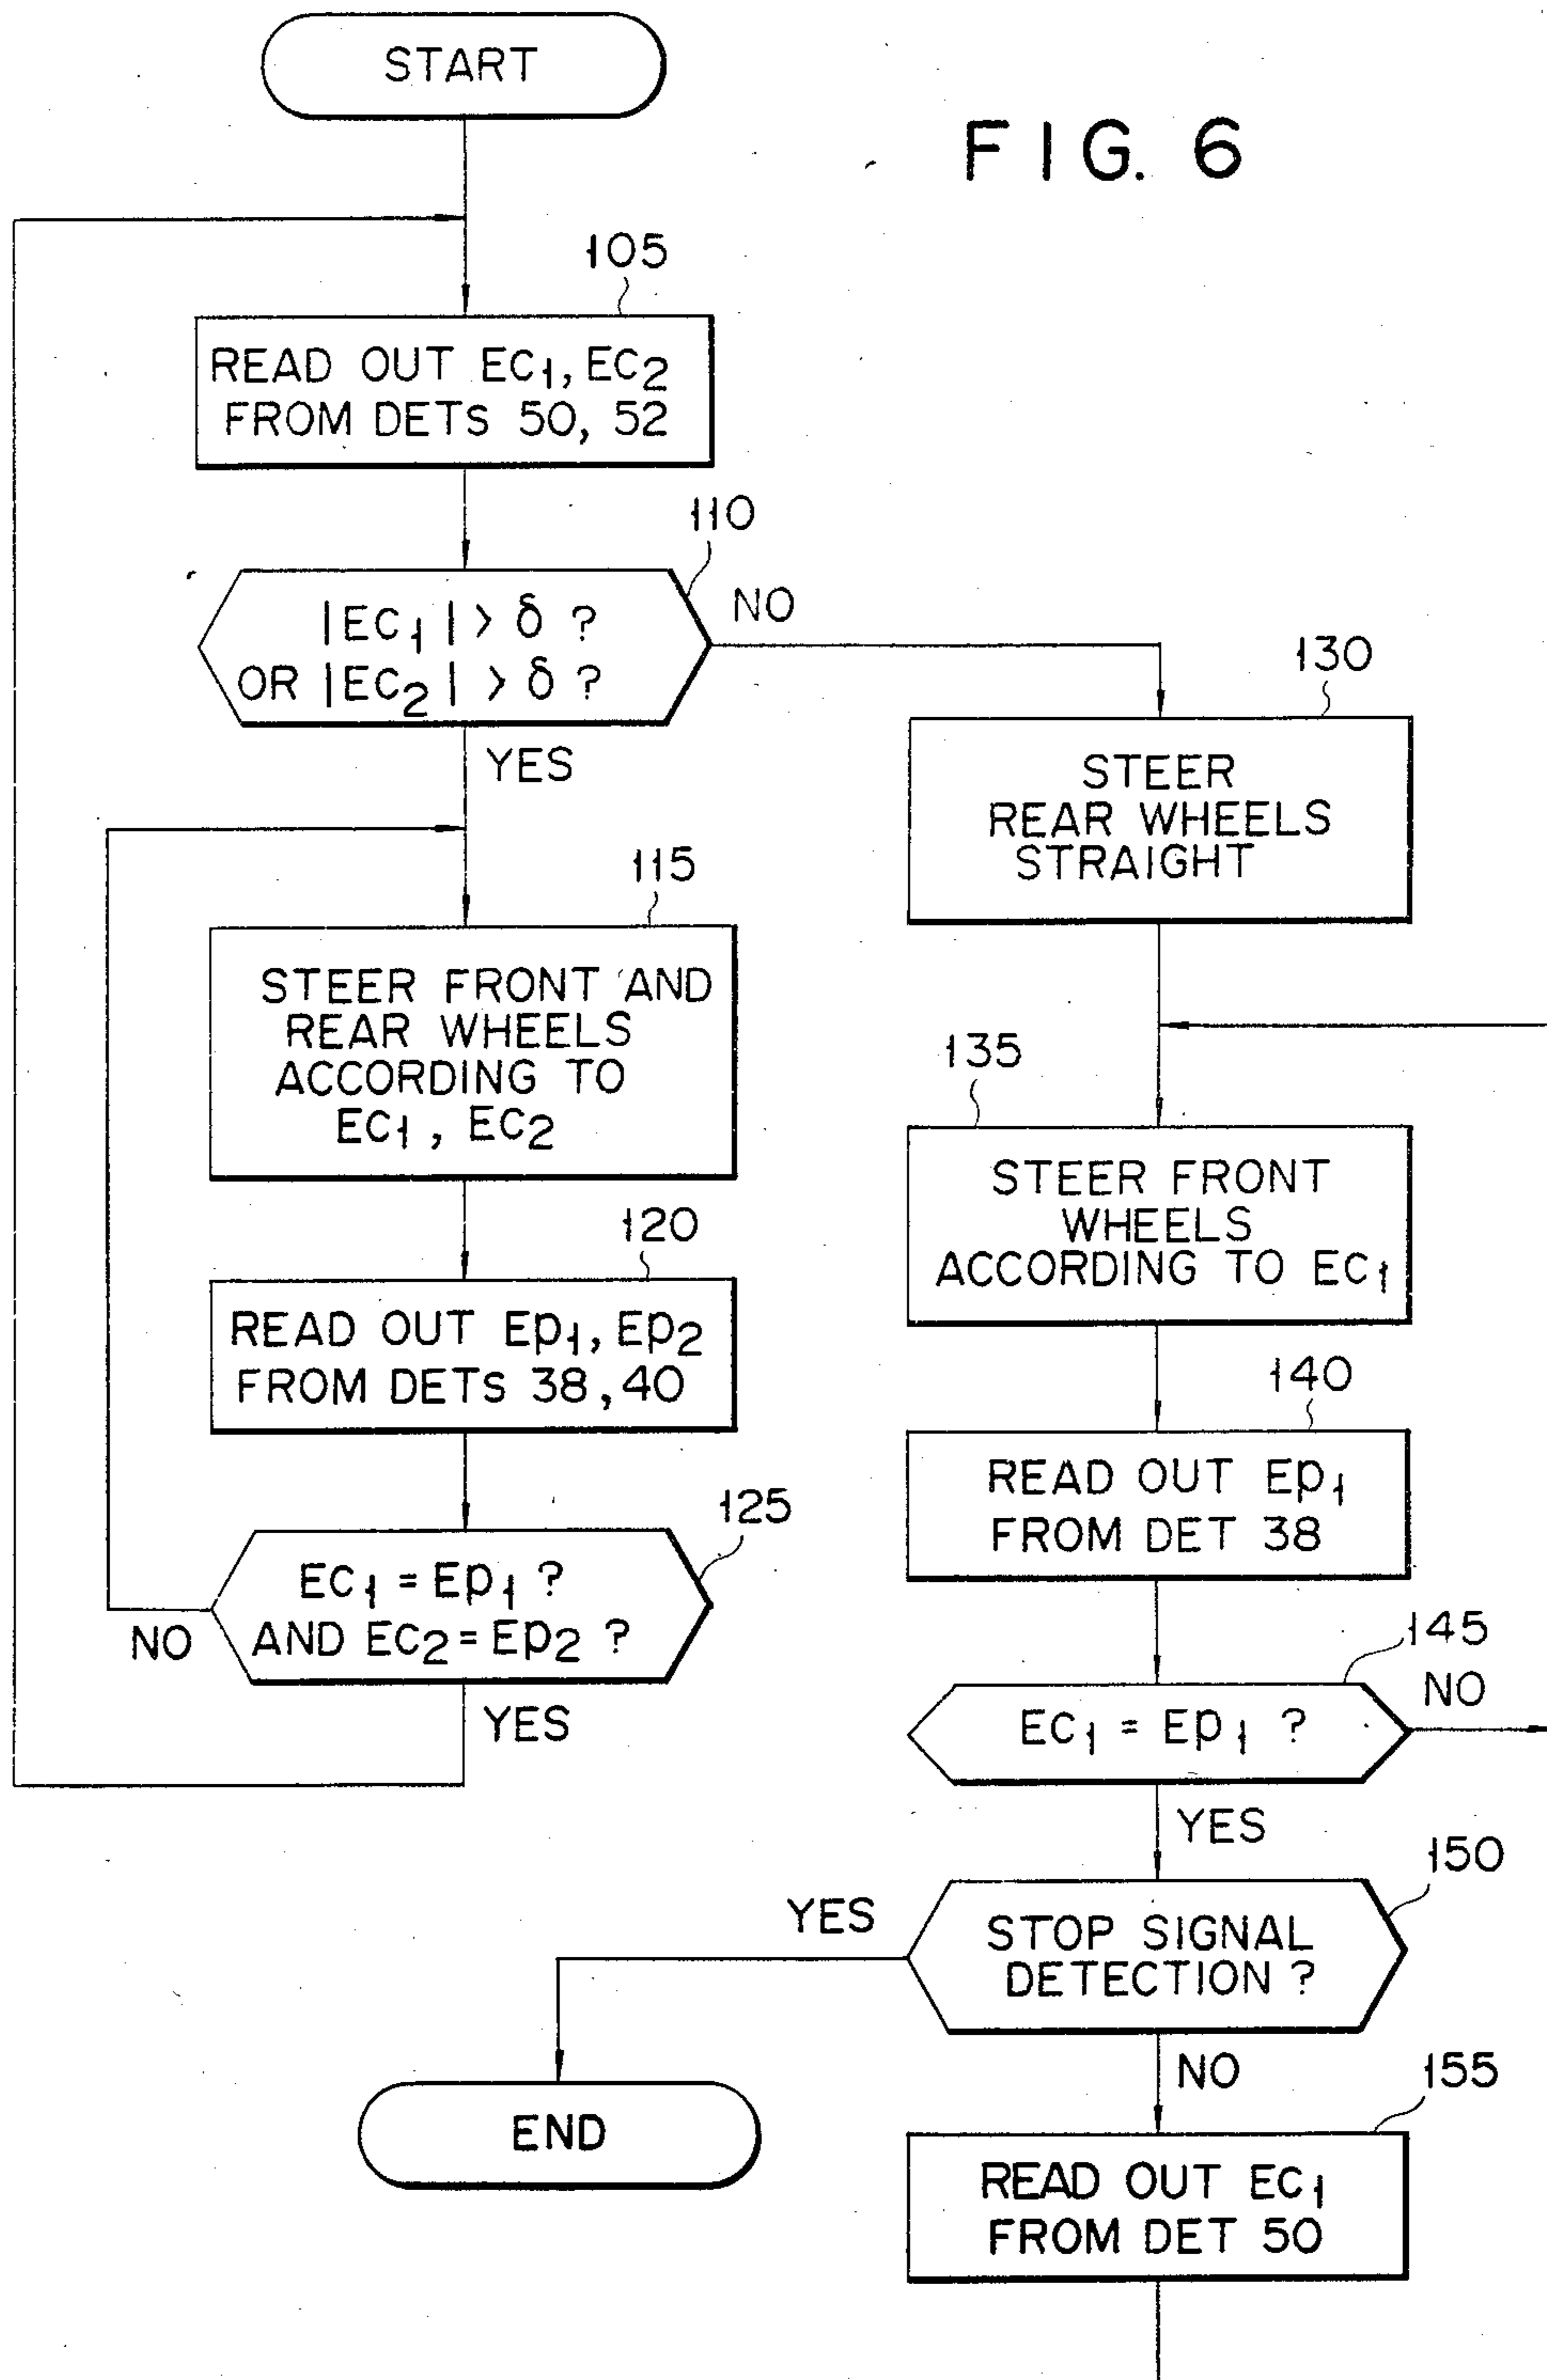 START
FIG. 6
105
READ OUT EC₁, EC₂
FROM DETs 50, 52
110
|EC₁| > δ ?
OR |EC₂| > δ ?
NO
YES
115
STEER FRONT AND
REAR WHEELS
ACCORDING TO
EC₁, EC₂
120
READ OUT Ep₁, Ep₂
FROM DETs 38, 40
125
EC₁ = Ep₁ ?
AND EC₂ = Ep₂ ?
NO
YES
130
STEER
REAR WHEELS
STRAIGHT
135
STEER FRONT
WHEELS
ACCORDING TO EC₁
140
READ OUT Ep₁
FROM DET 38
145
EC₁ = Ep₁ ?
NO
YES
150
STOP SIGNAL
DETECTION ?
YES
END
NO
155
READ OUT EC₁
FROM DET 50